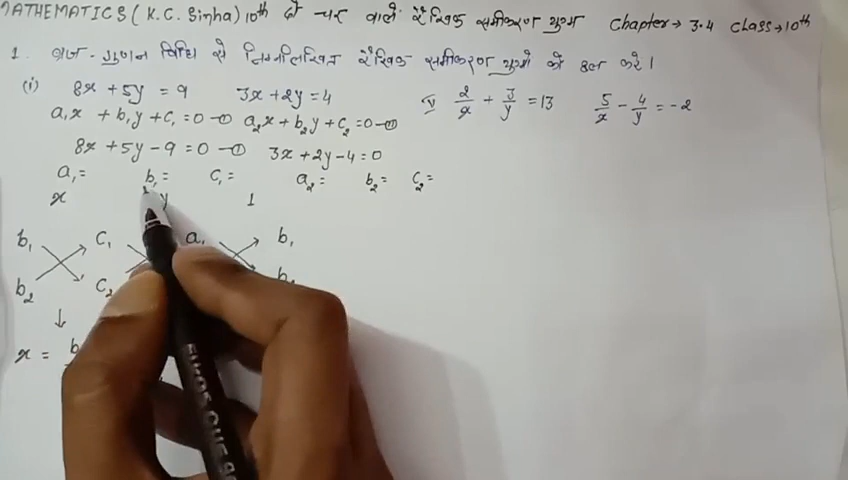 MATHEMATICS (K.C. Sinha) 10th दो चर वाले रैखिक समीकरण युग्म Chapter → 3.4 Class → 10th
1. बज्र-गुणन विधि से निम्नलिखित रैखिक समीकरण युग्मों को हल करें।
(i) 8x + 5y = 9 3x + 2y = 4 V 2/x + 3/y = 13 5/x - 4/y = -2
a₁x + b₁y + c₁ = 0 -① a₂x + b₂y + c₂ = 0 -⑪
8x + 5y - 9 = 0 -① 3x + 2y - 4 = 0
a₁ = b₁ = c₁ = a₂ = b₂ = c₂ =
x y 1
b₁ c₁ a₁ b₁
b₂ c₂
↓
x =